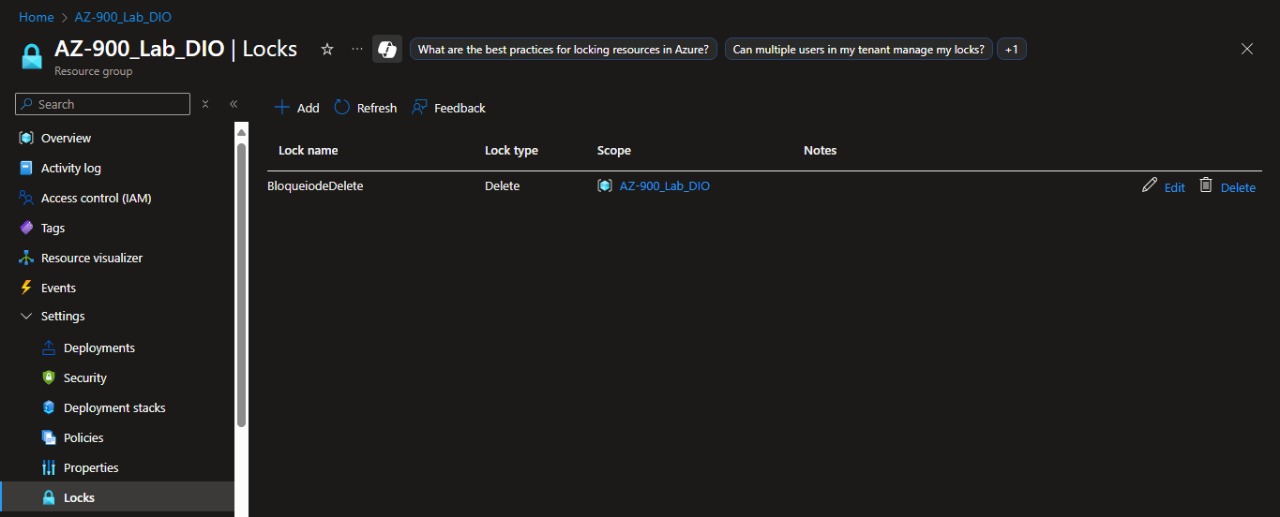 Home > AZ-900_Lab_DIO
AZ-900_Lab_DIO | Locks ☆ ··· What are the best practices for locking resources in Azure? Can multiple users in my tenant manage my locks? +1
Resource group
Search
Add Refresh Feedback
Overview
Activity log
Access control (IAM)
Tags
Resource visualizer
Events
Settings
Deployments
Security
Deployment stacks
Policies
Properties
Locks
Lock name Lock type Scope Notes
BloqueiodeDelete Delete AZ-900_Lab_DIO Edit Delete